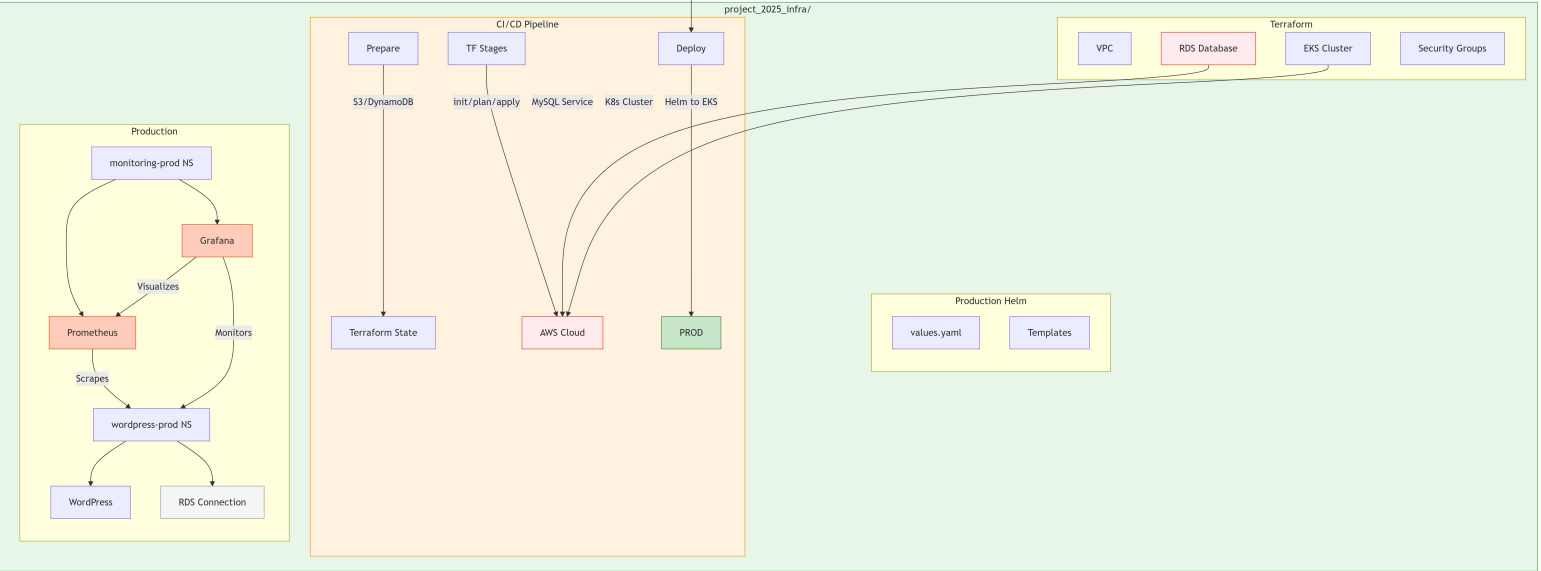 project_2025_infra/
CI/CD Pipeline
Prepare
TF Stages
Deploy
S3/DynamoDB
init/plan/apply
MySQL Service
K8s Cluster
Helm to EKS
Terraform State
AWS Cloud
PROD
Terraform
VPC
RDS Database
EKS Cluster
Security Groups
Production
monitoring-prod NS
Grafana
Visualizes
Prometheus
Monitors
Scrapes
wordpress-prod NS
WordPress
RDS Connection
Production Helm
values.yaml
Templates